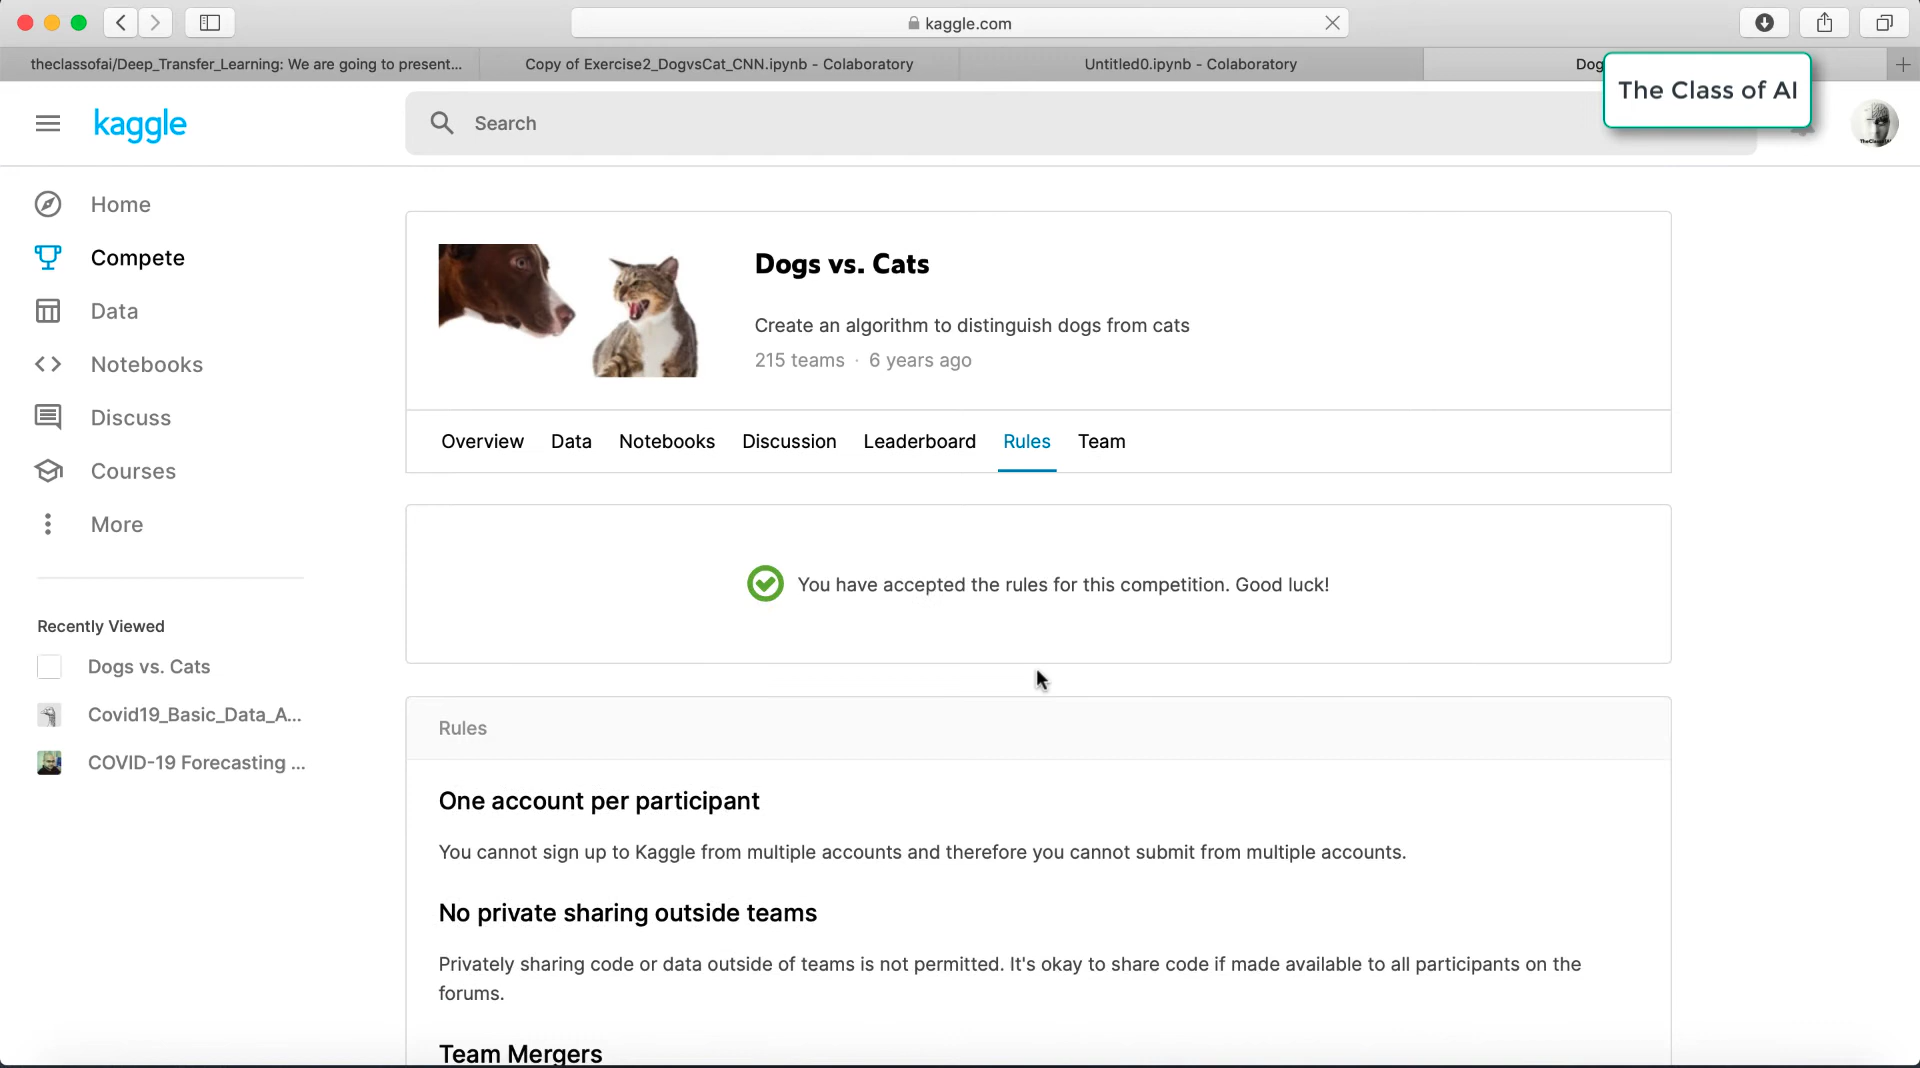 kaggle.com
theclassofai/Deep_Transfer_Learning: We are going to present...
Copy of Exercise2_DogvsCat_CNN.ipynb - Colaboratory
Untitled0.ipynb - Colaboratory
Dog
The Class of AI
kaggle
Search
Home
Compete
Data
Notebooks
Discuss
Courses
More
Recently Viewed
Dogs vs. Cats
Covid19_Basic_Data_A...
COVID-19 Forecasting ...
Dogs vs. Cats
Create an algorithm to distinguish dogs from cats
215 teams · 6 years ago
Overview Data Notebooks Discussion Leaderboard Rules Team
You have accepted the rules for this competition. Good luck!
Rules
One account per participant
You cannot sign up to Kaggle from multiple accounts and therefore you cannot submit from multiple accounts.
No private sharing outside teams
Privately sharing code or data outside of teams is not permitted. It's okay to share code if made available to all participants on the
forums.
Team Mergers